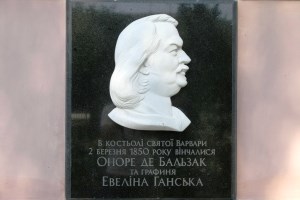 В костьолі святої Варвари
2 березня 1850 року вінчалися
Оноре де Бальзак
та графиня
Евеліна Ганська